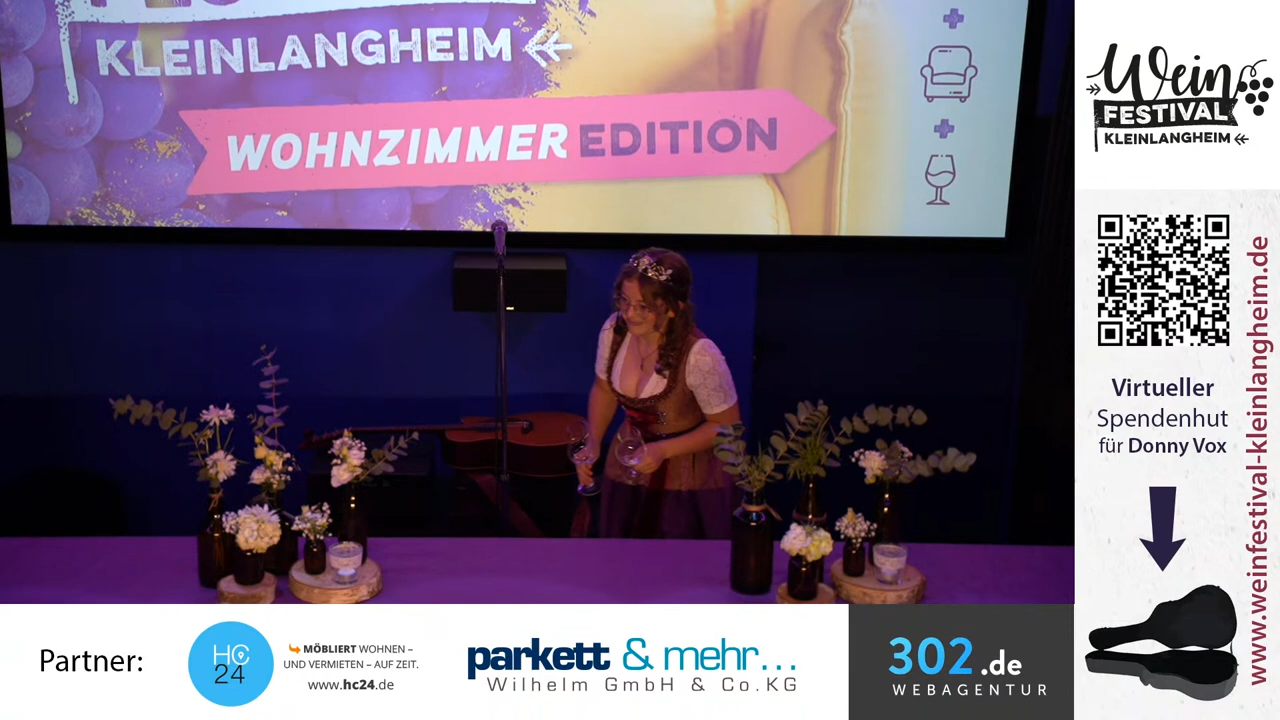 KLEINLANGHEIM
WOHNZIMMER EDITION
Wein
FESTIVAL
KLEINLANGHEIM
Virtueller
Spendenhut
für Donny Vox
www.weinfestival-kleinlangheim.de
Partner:
HC
24
MÖBLIERT WOHNEN –
UND VERMIETEN – AUF ZEIT.
www.hc24.de
parkett & mehr...
Wilhelm GmbH & Co.KG
302.de
WEBAGENTUR